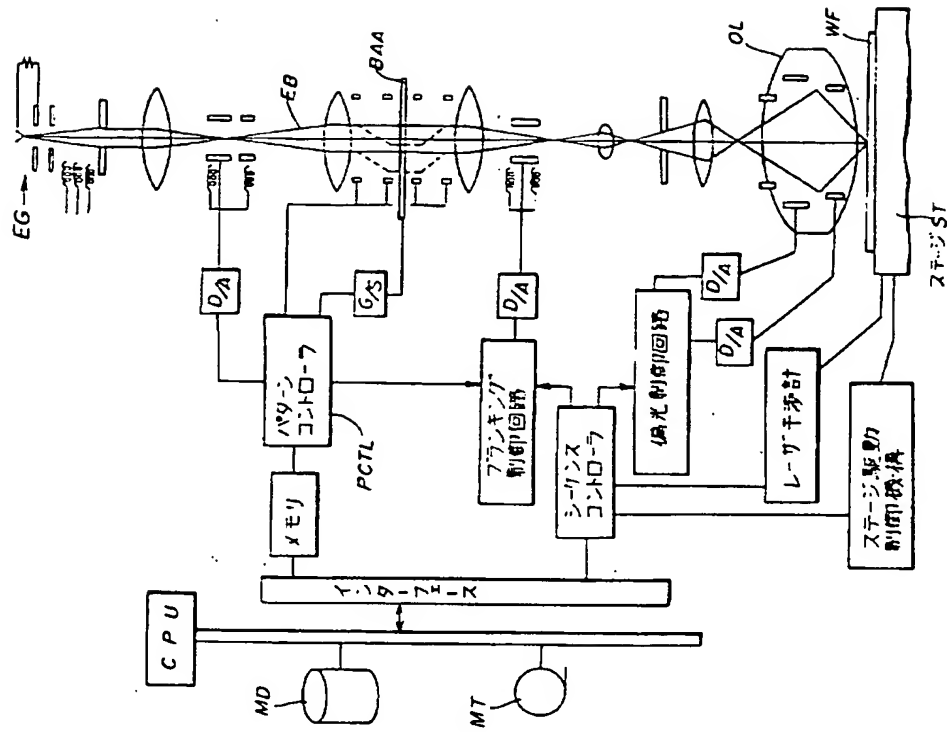 EG
EB
BAA
OL
WF
ステージST
D/A
G/S
D/A
D/A
D/A
パターン
コントローラ
PCTL
ブランキング
制御回路
偏光制御回路
メモリ
シーケンス
コントローラ
レーザ干渉計
ステージ駆動
制御機構
インターフェース
CPU
MD
MT